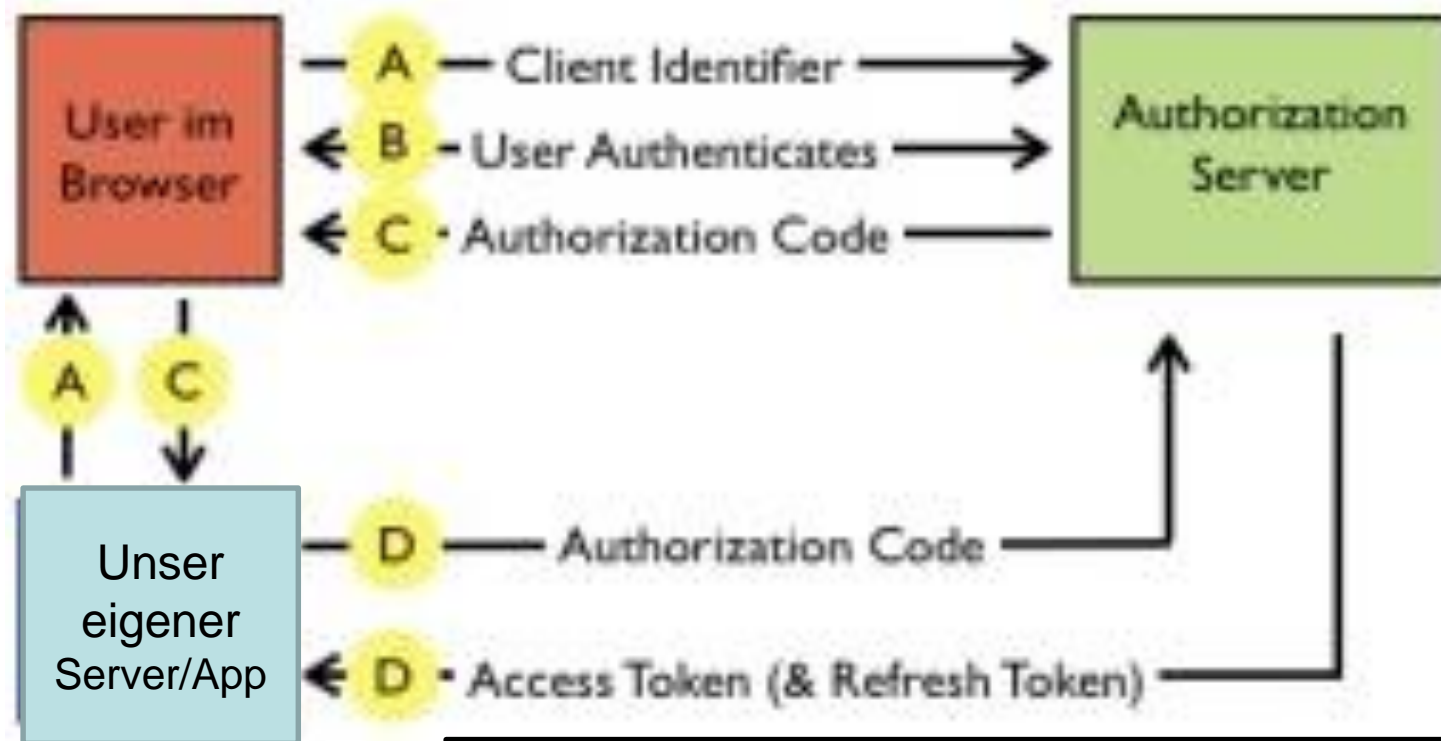 User im
Browser
A Client Identifier
B User Authenticates
C Authorization Code
Authorization
Server
A C
Unser
eigener
Server/App
D Authorization Code
D Access Token (& Refresh Token)